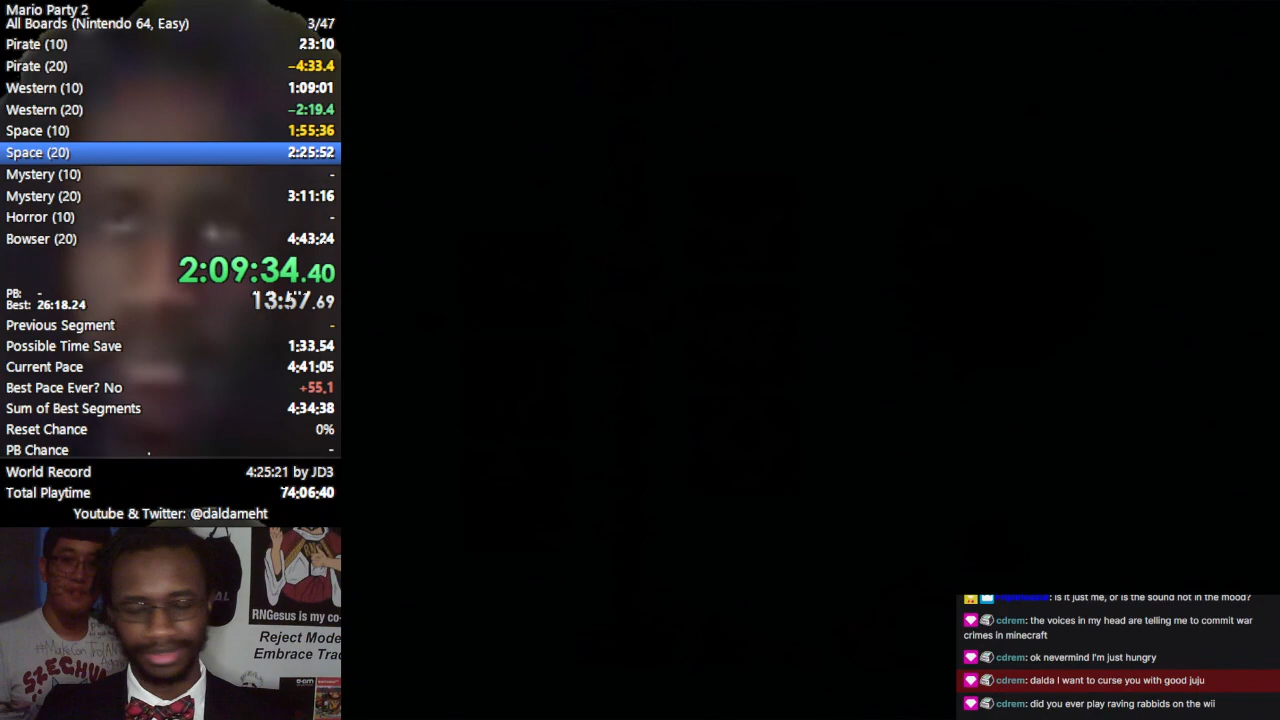 Mario Party 2
All Boards (Nintendo 64, Easy) 3/47
Pirate (10) 23:10
Pirate (20) −4:33.4
Western (10) 1:09:01
Western (20) −2:19.4
Space (10) 1:55:36
Space (20) 2:25:52
Mystery (10) -
Mystery (20) 3:11:16
Horror (10) -
Bowser (20) 4:43:24
2:09:34.40
PB: -
Best: 26:18.24 13:57.69
Previous Segment -
Possible Time Save 1:33.54
Current Pace 4:41:05
Best Pace Ever? No +55.1
Sum of Best Segments 4:34:38
Reset Chance 0%
PB Chance -
World Record 4:25:21 by JD3
Total Playtime 74:06:40
Youtube & Twitter: @daldameht
RNGesus is my co-
Reject Mode
Embrace Tra
: is it just me, or is the sound not in the mood?
cdrem: the voices in my head are telling me to commit war
crimes in minecraft
cdrem: ok nevermind I'm just hungry
cdrem: dalda I want to curse you with good juju
cdrem: did you ever play raving rabbids on the wii